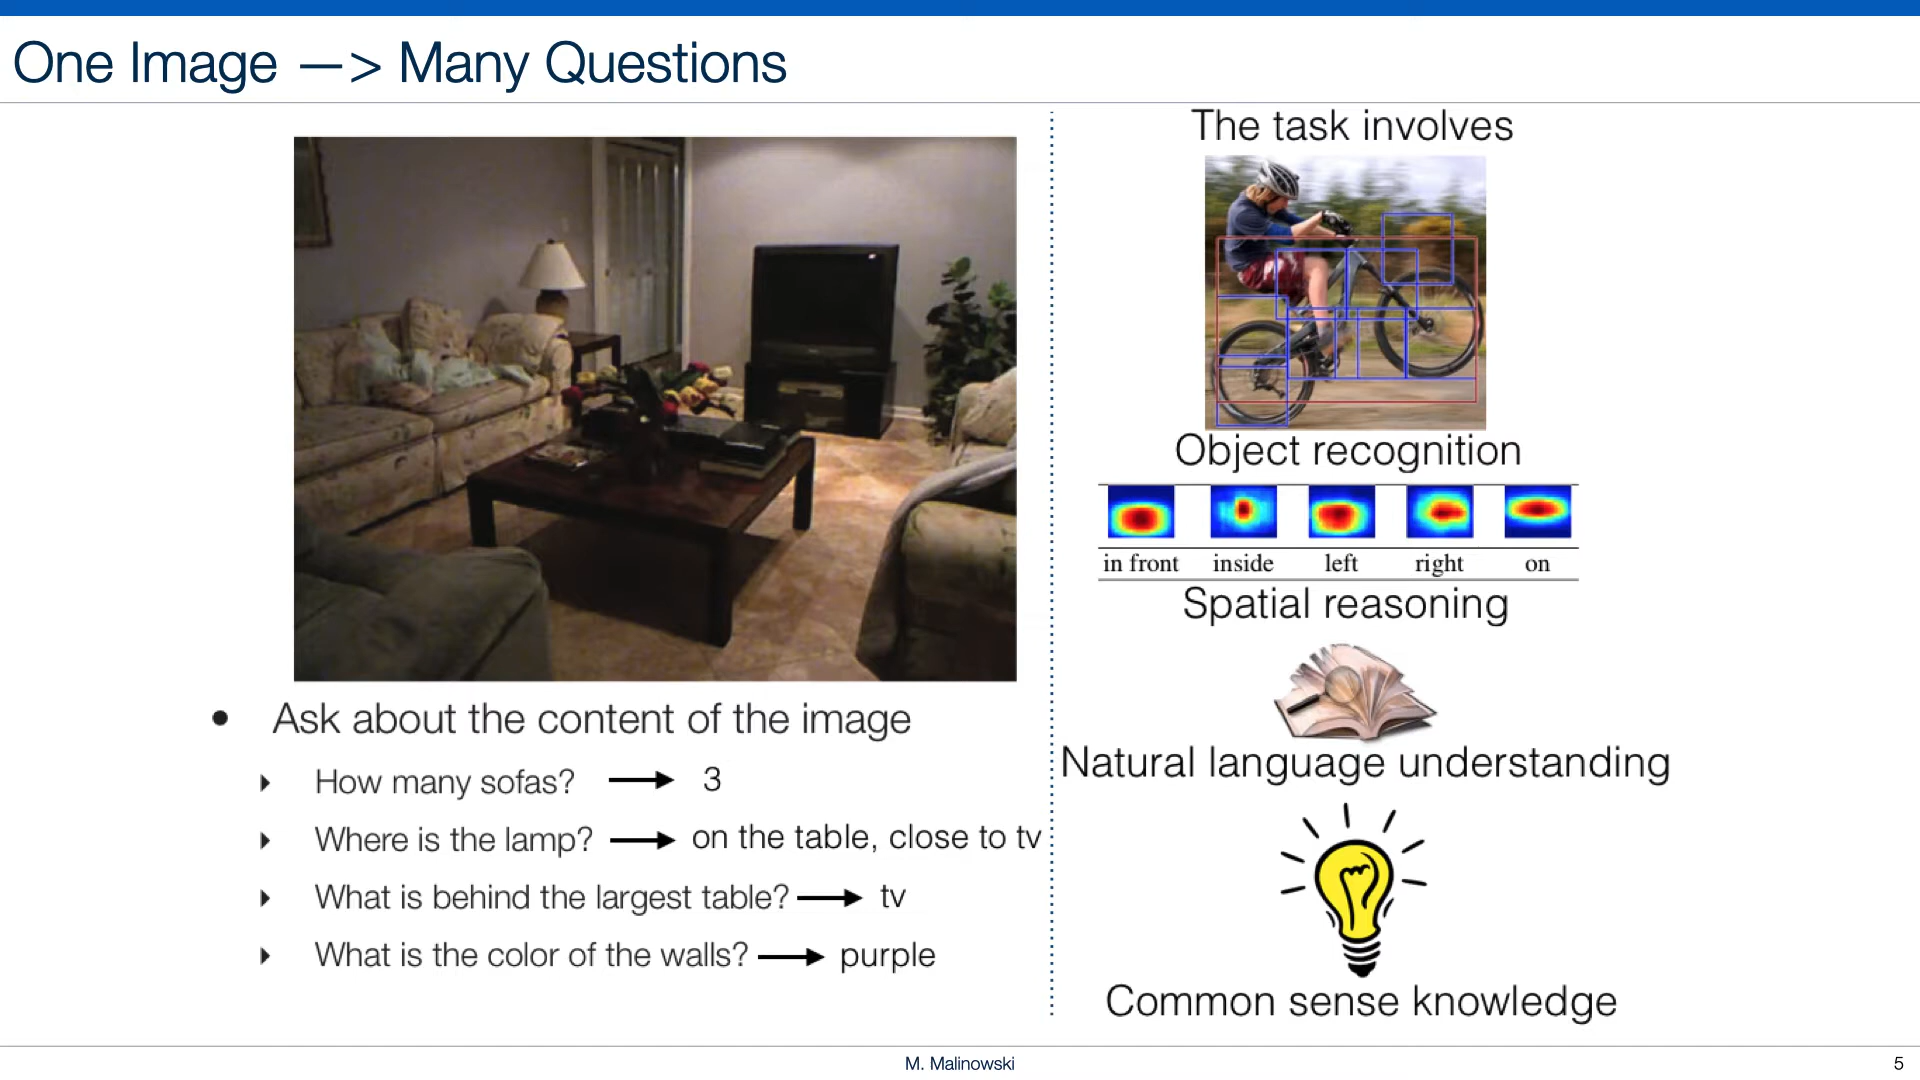 One Image —> Many Questions
• Ask about the content of the image
How many sofas? 3
Where is the lamp? on the table, close to tv
What is behind the largest table? tv
What is the color of the walls? purple
The task involves
Object recognition
in front inside left right on
Spatial reasoning
Natural language understanding
Common sense knowledge
M. Malinowski
5